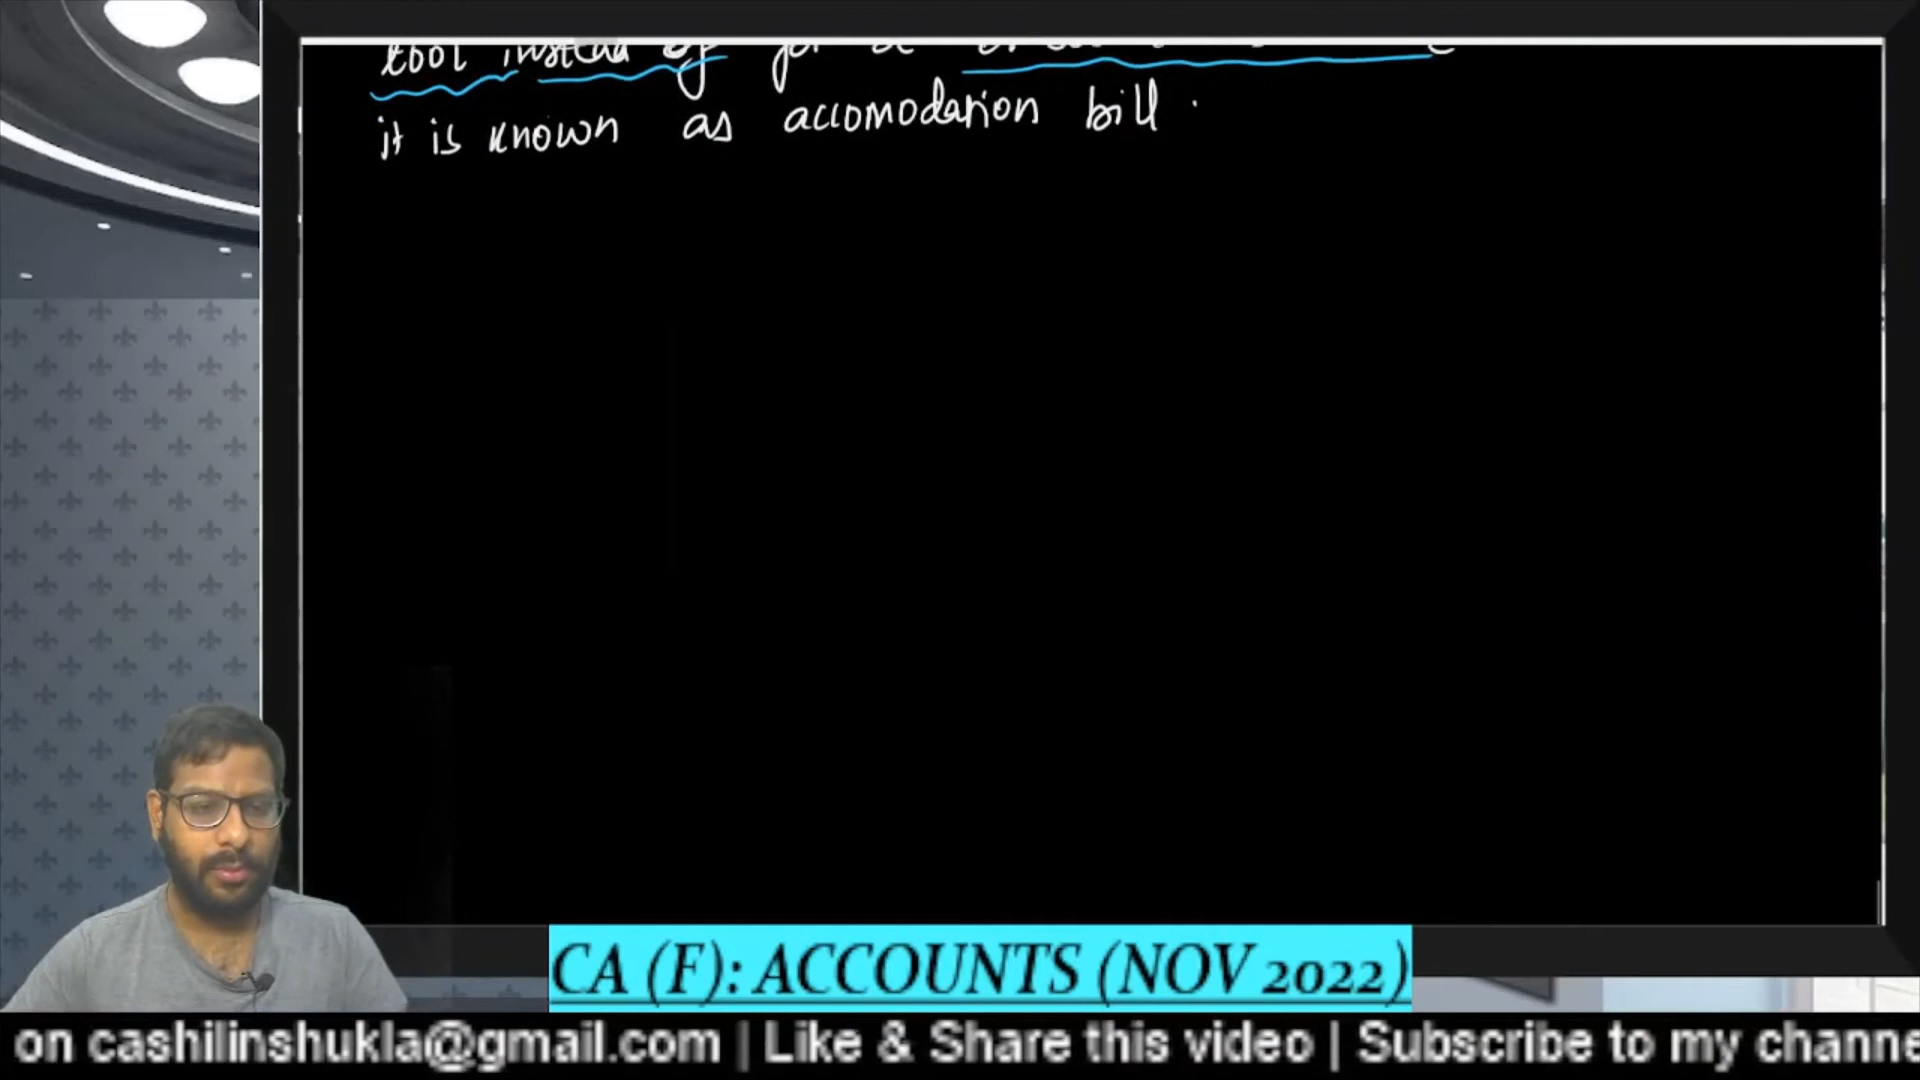 tool instead of
it is known as accomodation bill .
CA (F): ACCOUNTS (NOV 2022)
on cashilinshukla@gmail.com | Like & Share this video | Subscribe to my channe